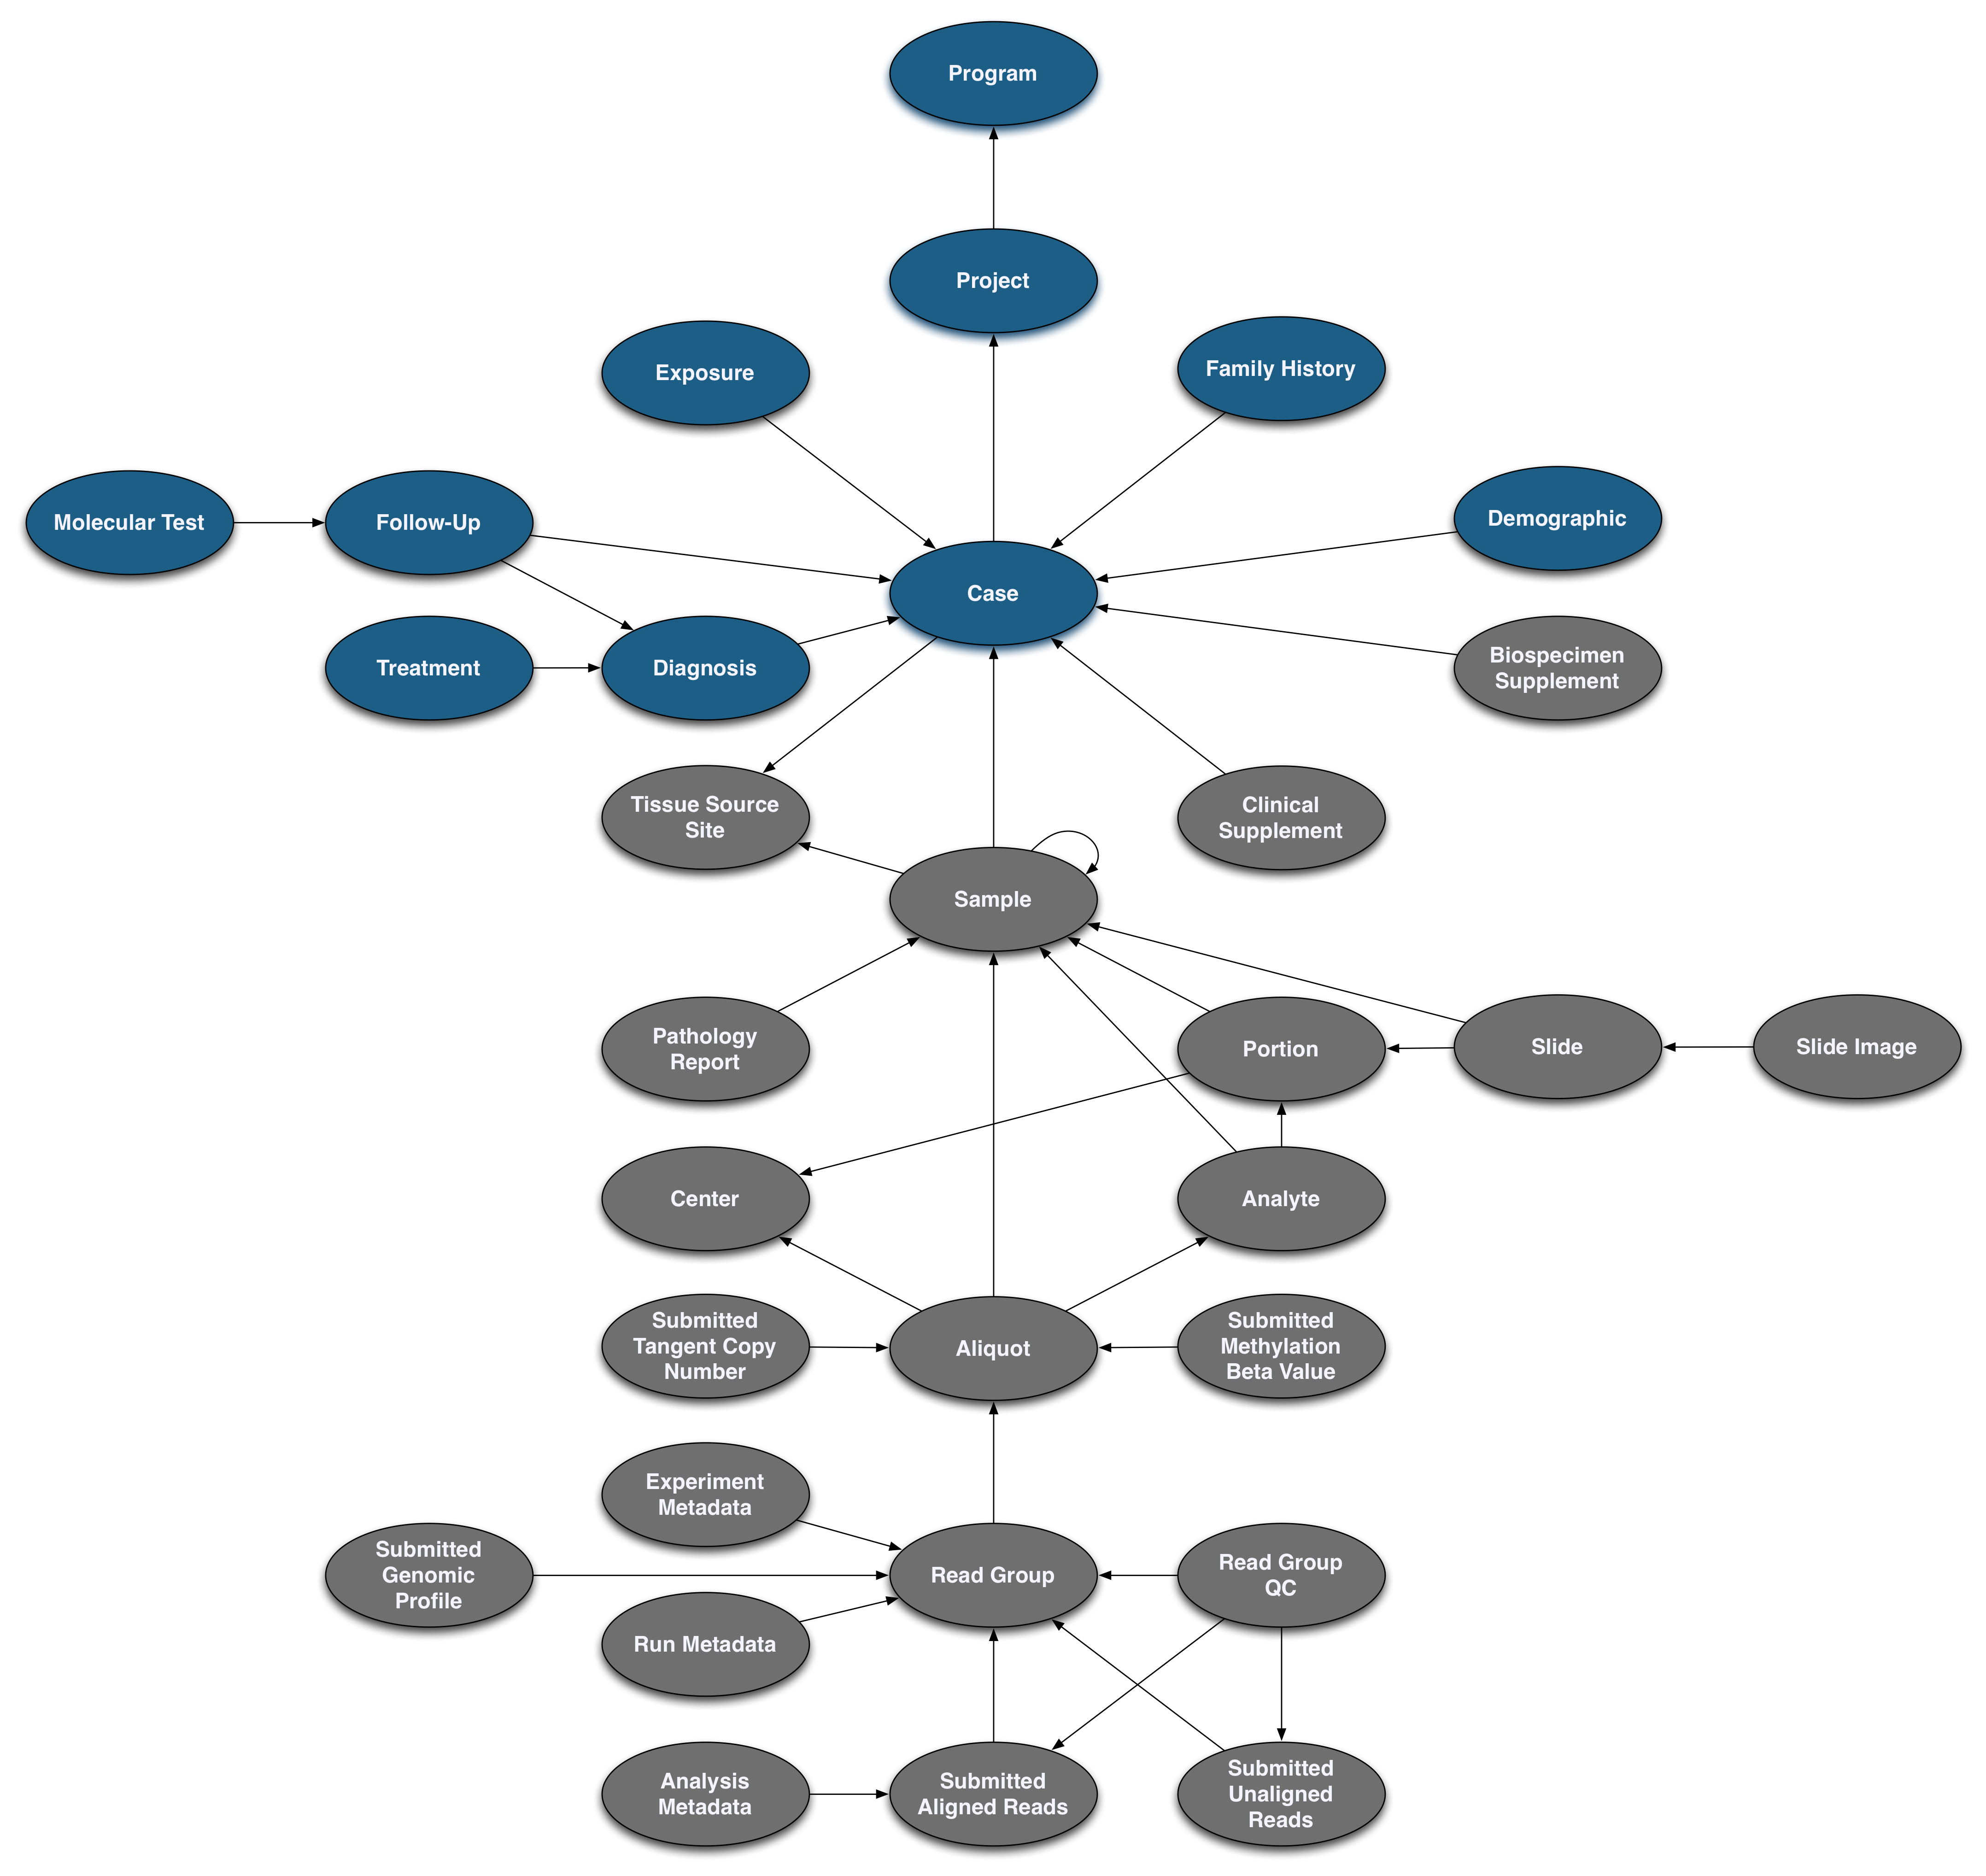 Program
Project
Exposure
Family History
Molecular Test
Follow-Up
Demographic
Case
Treatment
Diagnosis
Biospecimen
Supplement
Tissue Source
Site
Clinical
Supplement
Sample
Pathology
Report
Portion
Slide
Slide Image
Center
Analyte
Submitted
Tangent Copy
Number
Aliquot
Submitted
Methylation
Beta Value
Experiment
Metadata
Submitted
Genomic
Profile
Read Group
Read Group
QC
Run Metadata
Analysis
Metadata
Submitted
Aligned Reads
Submitted
Unaligned
Reads